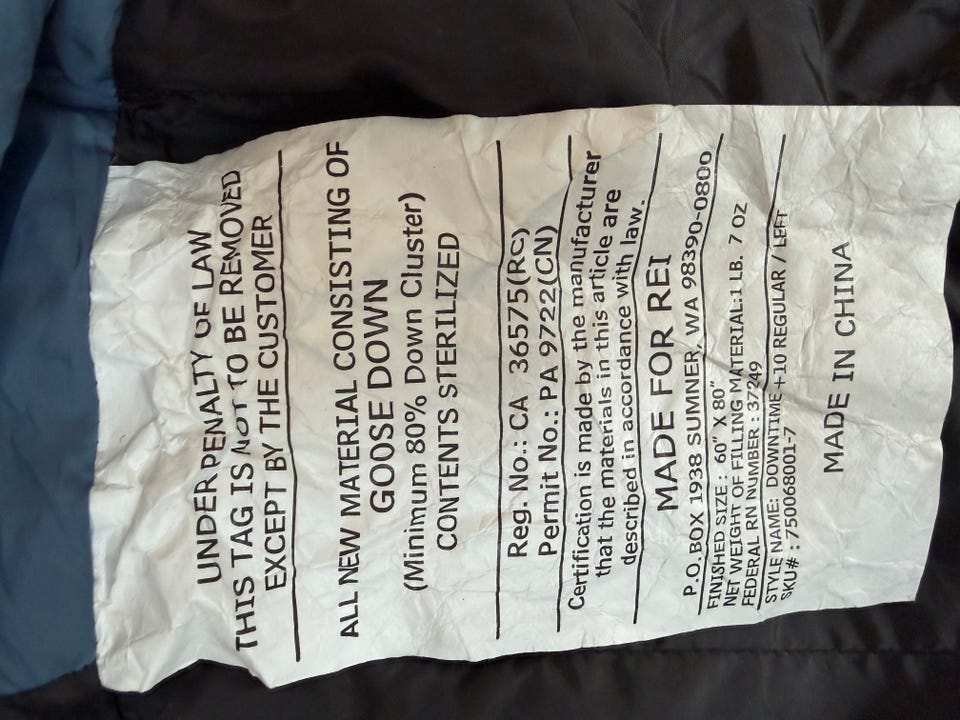 UNDER PENALTY OF LAW
THIS TAG IS NOT TO BE REMOVED
EXCEPT BY THE CUSTOMER
ALL NEW MATERIAL CONSISTING OF
GOOSE DOWN
(Minimum 80% Down Cluster)
CONTENTS STERILIZED
Reg. No.: CA 36575(RC)
Permit No.: PA 9722(CN)
Certification is made by the manufacturer
that the materials in this article are
described in accordance with law.
MADE FOR REI
P.O.BOX 1938 SUMNER, WA 98390-0800
FINISHED SIZE : 60" X 80"
NET WEIGHT OF FILLING MATERIAL:1 LB. 7 Oz
FEDERAL RN NUMBER : 37249
STYLE NAME: DOWNTIME +10 REGULAR / LEFT
SKU# : 750068001-7
MADE IN CHINA